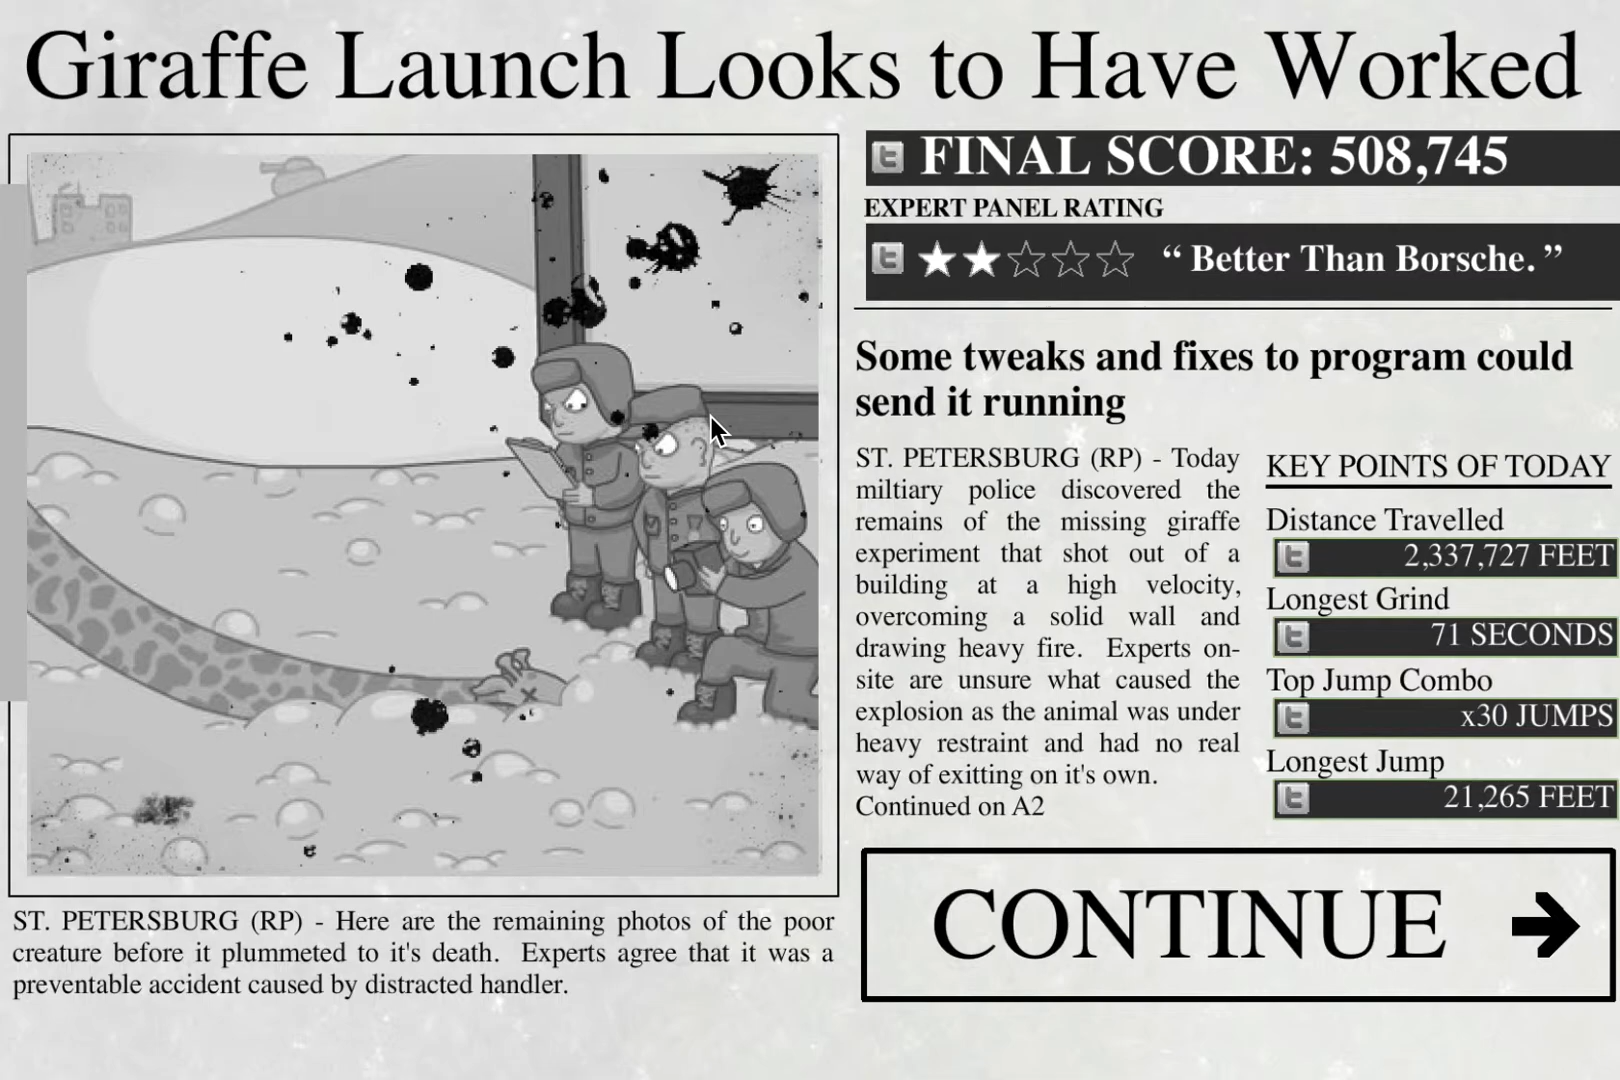 Giraffe Launch Looks to Have Worked
FINAL SCORE: 508,745
EXPERT PANEL RATING
“ Better Than Borsche. ”
Some tweaks and fixes to program could
send it running
ST. PETERSBURG (RP) - Today
miltiary police discovered the
remains of the missing giraffe
experiment that shot out of a
building at a high velocity,
overcoming a solid wall and
drawing heavy fire. Experts on-
site are unsure what caused the
explosion as the animal was under
heavy restraint and had no real
way of exitting on it's own.
Continued on A2
KEY POINTS OF TODAY
Distance Travelled
2,337,727 FEET
Longest Grind
71 SECONDS
Top Jump Combo
x30 JUMPS
Longest Jump
21,265 FEET
CONTINUE
ST. PETERSBURG (RP) - Here are the remaining photos of the poor
creature before it plummeted to it's death. Experts agree that it was a
preventable accident caused by distracted handler.